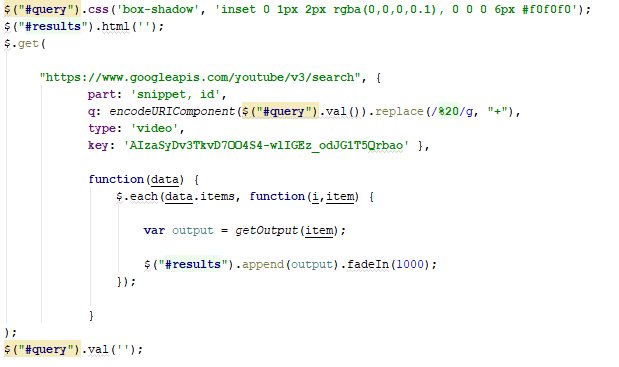 $("#query").css('box-shadow', 'inset 0 1px 2px rgba(0,0,0,0.1), 0 0 0 6px #f0f0f0');
$("#results").html('');
$.get(
"https://www.googleapis.com/youtube/v3/search", {
part: 'snippet, id',
q: encodeURIComponent($("#query").val()).replace(/%20/g, "+"),
type: 'video',
key: 'AIzaSyDv3TkvD7OO4S4-wlIGEz_odJG1T5Qrbao' },
function(data) {
$.each(data.items, function(i,item) {
var output = getOutput(item);
$("#results").append(output).fadeIn(1000);
});
}
);
$("#query").val('');